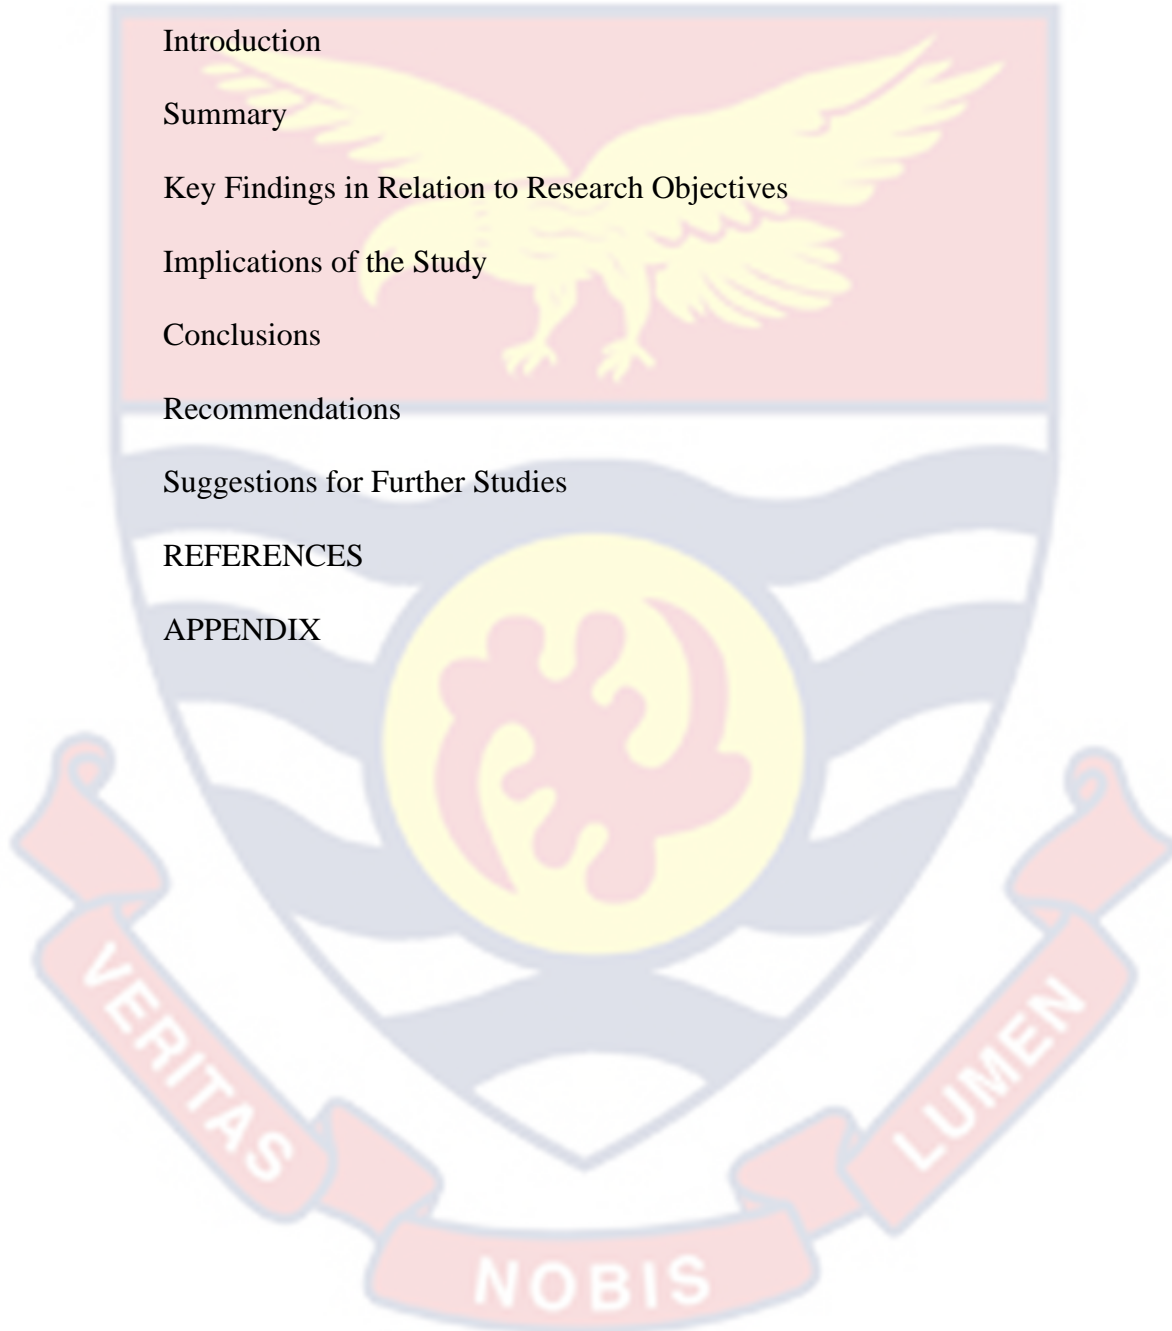 Introduction
Summary
Key Findings in Relation to Research Objectives
Implications of the Study
Conclusions
Recommendations
Suggestions for Further Studies
REFERENCES
APPENDIX
VERITAS
NOBIS
LUMEN